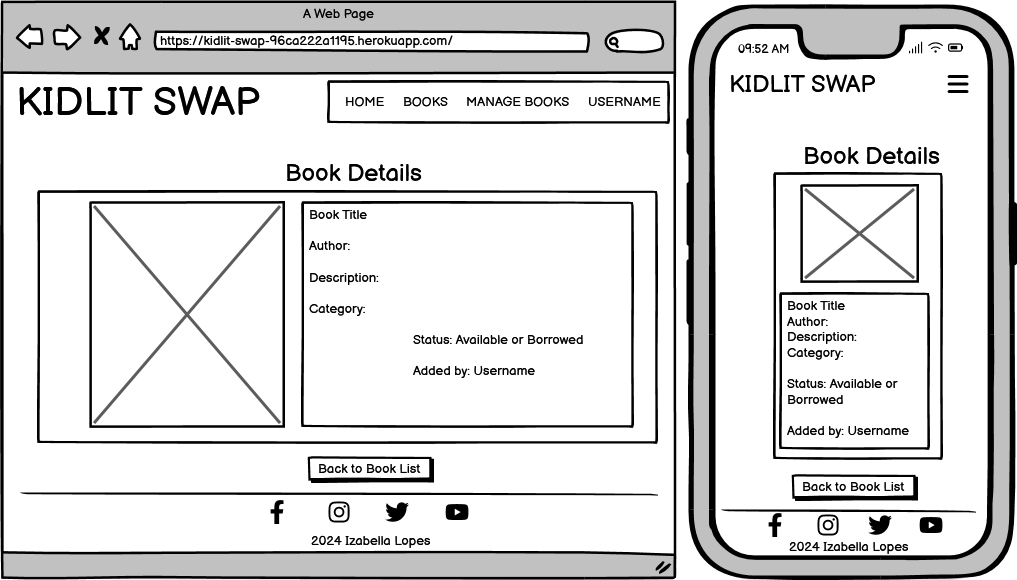 A Web Page
https://kidlit-swap-96ca222a1195.herokuapp.com/
KIDLIT SWAP
HOME BOOKS MANAGE BOOKS USERNAME
Book Details
Book Title
Author:
Description:
Category:
Status: Available or Borrowed
Added by: Username
Back to Book List
2024 Izabella Lopes
09:52 AM
KIDLIT SWAP
Book Details
Book Title
Author:
Description:
Category:
Status: Available or
Borrowed
Added by: Username
Back to Book List
2024 Izabella Lopes